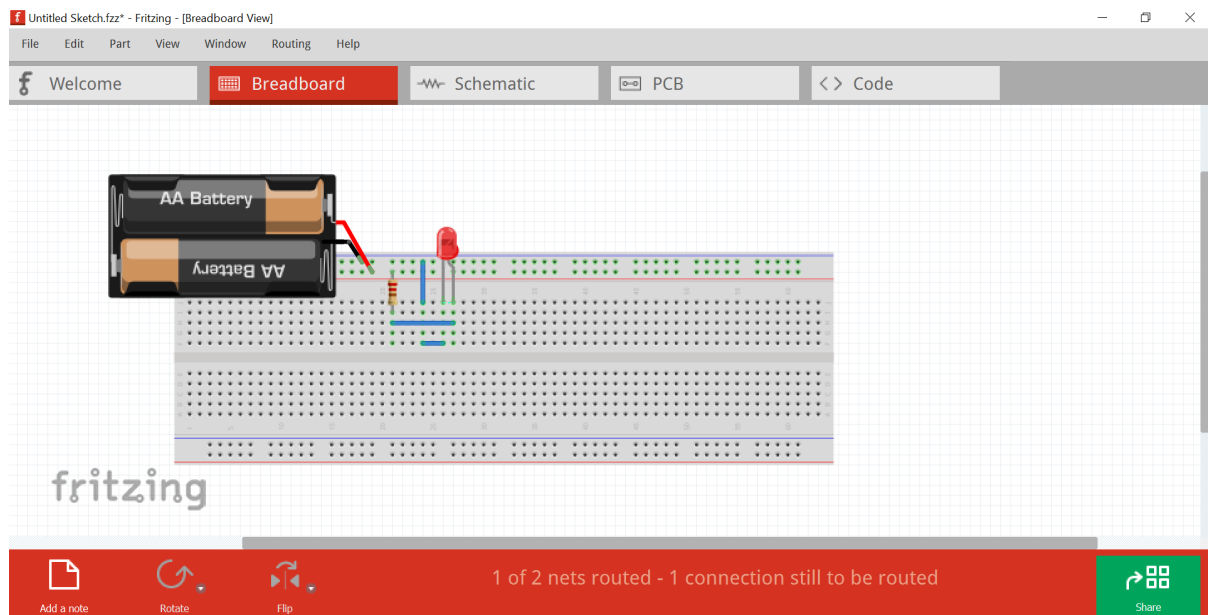 Untitled Sketch.fzz* - Fritzing - [Breadboard View]
File Edit Part View Window Routing Help
Welcome Breadboard Schematic PCB Code
AA Battery
AA Battery
fritzing
1 of 2 nets routed - 1 connection still to be routed
Add a note Rotate Flip Share